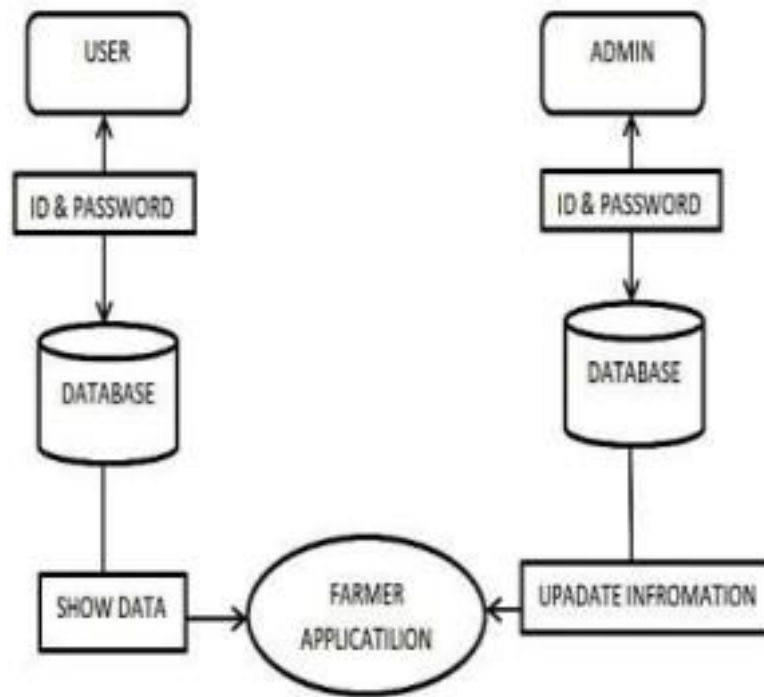 USER
ADMIN
ID & PASSWORD
ID & PASSWORD
DATABASE
DATABASE
SHOW DATA
FARMER
APPLICATILION
UPADATE INFROMATION